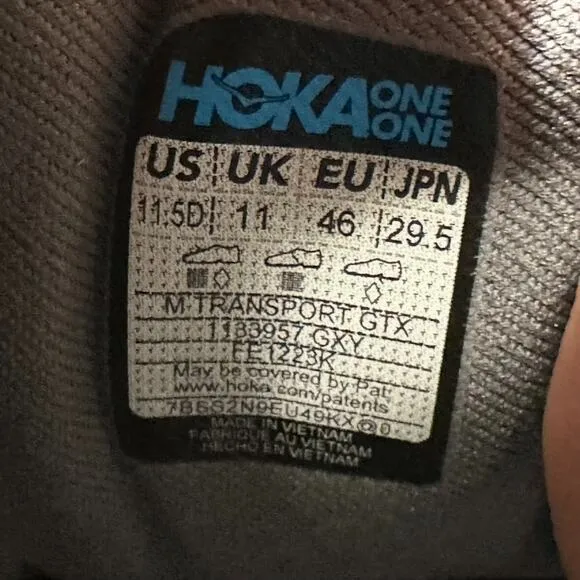 HOKA ONE ONE
US UK EU JPN
11.5D 11 46 29.5
M TRANSPORT GTX
1133957 GXY
FE1223K
May be covered by Pat.
www.hoka.com/patents
MADE IN VIETNAM
FABRIQUE AU VIETNAM
HECHO EN VIETNAM